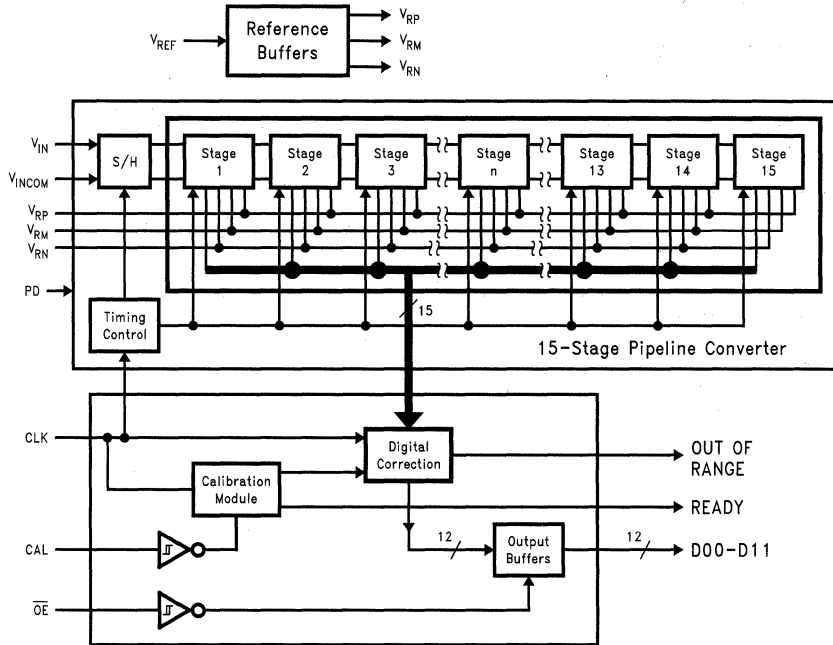 V_REF
Reference
Buffers
V_RP
V_RM
V_RN
V_IN
V_INCOM
S/H
Stage
1
Stage
2
Stage
3
Stage
n
Stage
13
Stage
14
Stage
15
V_RP
V_RM
V_RN
PD
Timing
Control
15
15-Stage Pipeline Converter
CLK
Digital
Correction
OUT OF
RANGE
Calibration
Module
READY
CAL
12
Output
Buffers
12
D00-D11
O̅E̅